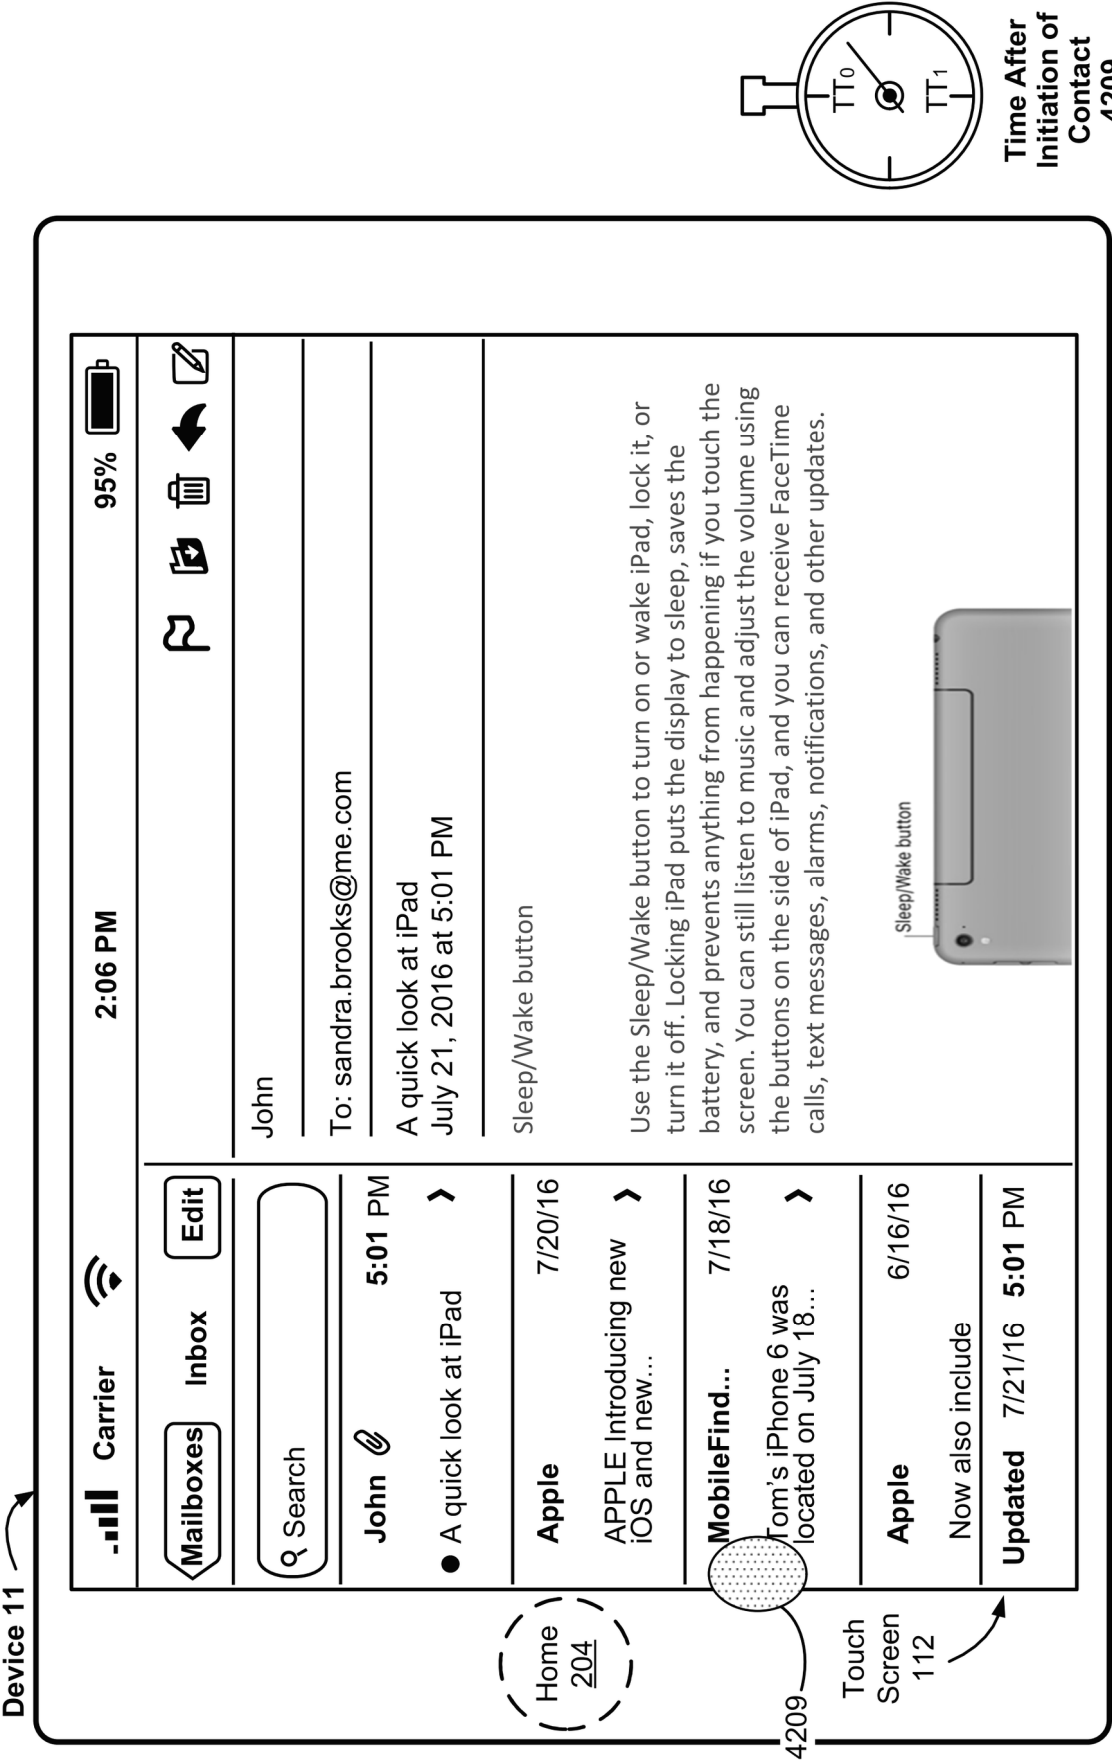 Device 11
Carrier
2:06 PM
95%
Mailboxes
Inbox
Edit
Search
John
5:01 PM
A quick look at iPad
Apple
7/20/16
APPLE Introducing new
iOS and new...
MobileFind...
7/18/16
Tom's iPhone 6 was
located on July 18...
Apple
6/16/16
Now also include
Updated 7/21/16 5:01 PM
John
To: sandra.brooks@me.com
A quick look at iPad
July 21, 2016 at 5:01 PM
Sleep/Wake button
Use the Sleep/Wake button to turn on or wake iPad, lock it, or
turn it off. Locking iPad puts the display to sleep, saves the
battery, and prevents anything from happening if you touch the
screen. You can still listen to music and adjust the volume using
the buttons on the side of iPad, and you can receive FaceTime
calls, text messages, alarms, notifications, and other updates.
Sleep/Wake button
Home
204
4209
Touch
Screen
112
TT0
TT1
Time After
Initiation of
Contact
4209